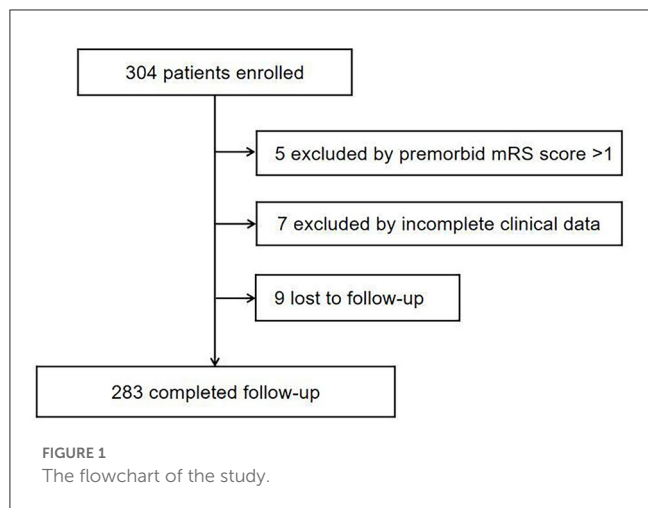 304 patients enrolled
5 excluded by premorbid mRS score >1
7 excluded by incomplete clinical data
9 lost to follow-up
283 completed follow-up
FIGURE 1
The flowchart of the study.